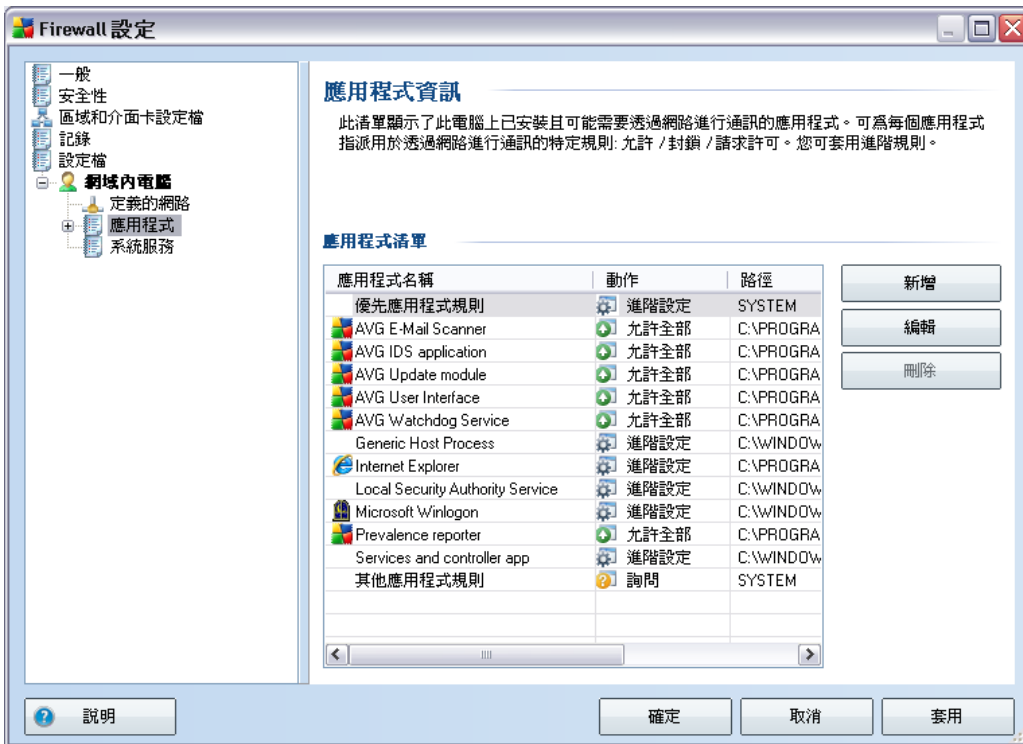 Firewall 設定
一般
安全性
區域和介面卡設定檔
記錄
設定檔
網域內電腦
定義的網路
應用程式
系統服務
應用程式資訊
此清單顯示了此電腦上已安裝且可能需要透過網路進行通訊的應用程式。可為每個應用程式
指派用於透過網路進行通訊的特定規則: 允許 / 封鎖 / 請求許可。您可套用進階規則。
應用程式清單
應用程式名稱 動作 路徑
優先應用程式規則 進階設定 SYSTEM
AVG E-Mail Scanner 允許全部 C:\PROGRA
AVG IDS application 允許全部 C:\PROGRA
AVG Update module 允許全部 C:\PROGRA
AVG User Interface 允許全部 C:\PROGRA
AVG Watchdog Service 允許全部 C:\PROGRA
Generic Host Process 進階設定 C:\WINDOW
Internet Explorer 進階設定 C:\PROGRA
Local Security Authority Service 進階設定 C:\WINDOW
Microsoft Winlogon 進階設定 C:\WINDOW
Prevalence reporter 允許全部 C:\PROGRA
Services and controller app 進階設定 C:\WINDOW
其他應用程式規則 詢問 SYSTEM
新增
編輯
刪除
說明
確定
取消
套用